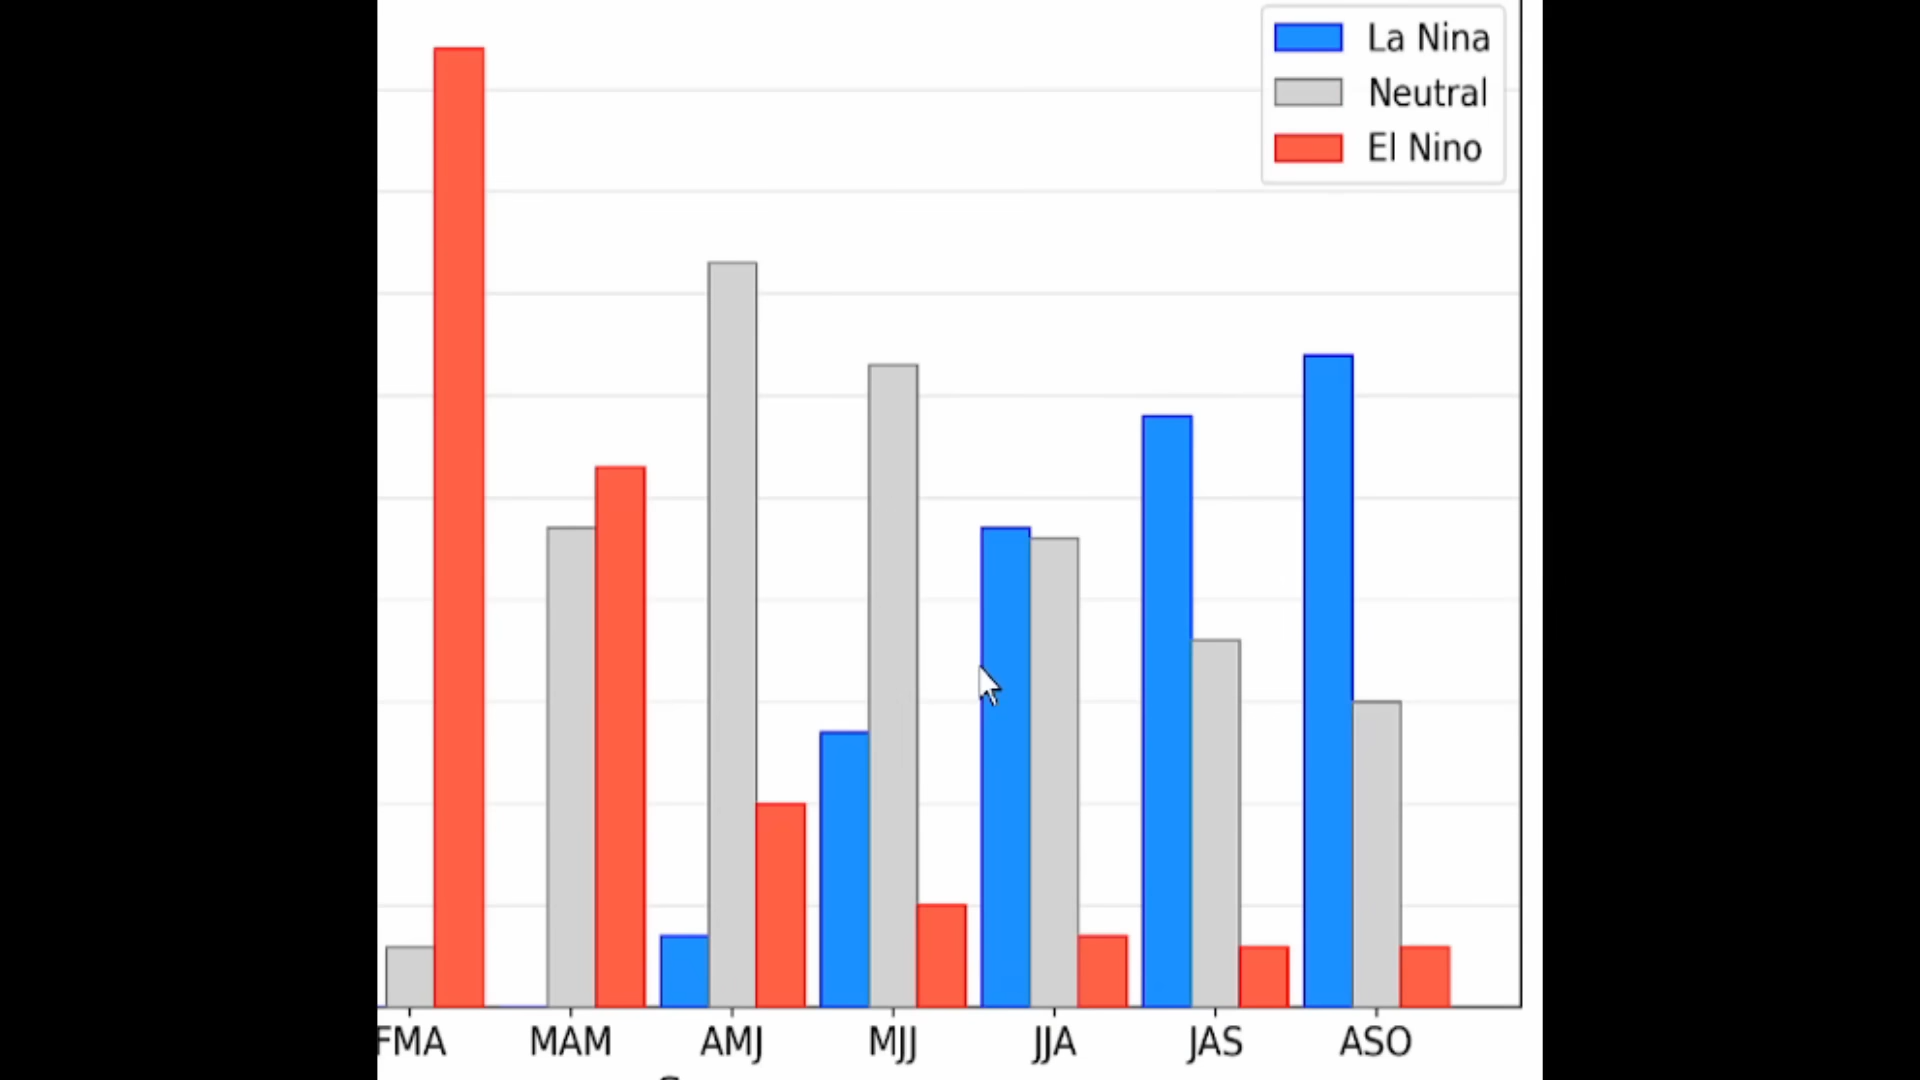 La Nina
Neutral
El Nino
FMA MAM AMJ MJJ JJA JAS ASO